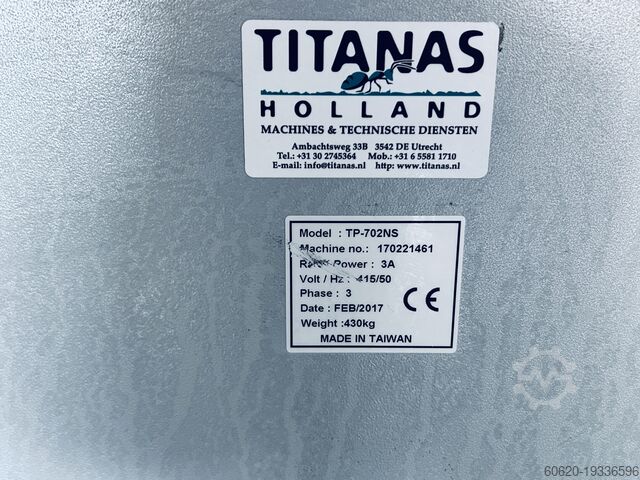 TITANAS
HOLLAND
MACHINES & TECHNISCHE DIENSTEN
Ambachtsweg 33B 3542 DE Utrecht
Tel.: +31 30 2745364 Mob.: +31 6 5581 1710
E-mail: info@titanas.nl http: www.titanas.nl
Model : TP-702NS
Machine no.: 170221461
Power : 3A
Volt / Hz : 415/50
Phase : 3
Date : FEB/2017
Weight :430kg
CE
MADE IN TAIWAN
60620-19336596